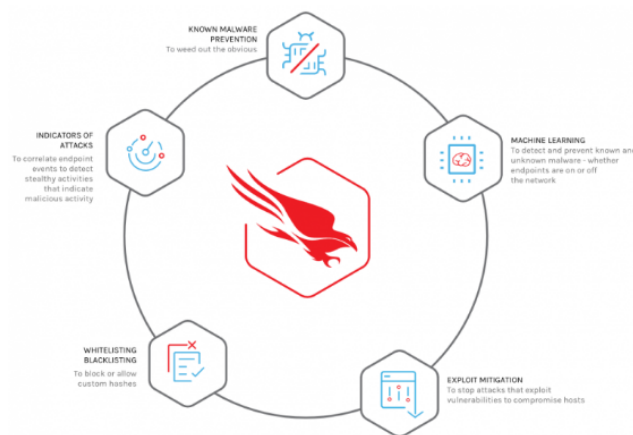 KNOWN MALWARE
PREVENTION
To weed out the obvious
INDICATORS OF
ATTACKS
To correlate endpoint
events to detect
stealthy activities
that indicate
malicious activity
MACHINE LEARNING
To detect and prevent known and
unknown malware - whether
endpoints are on or off
the network
WHITELISTING
BLACKLISTING
To block or allow
custom hashes
EXPLOIT MITIGATION
To stop attacks that exploit
vulnerabilities to compromise hosts